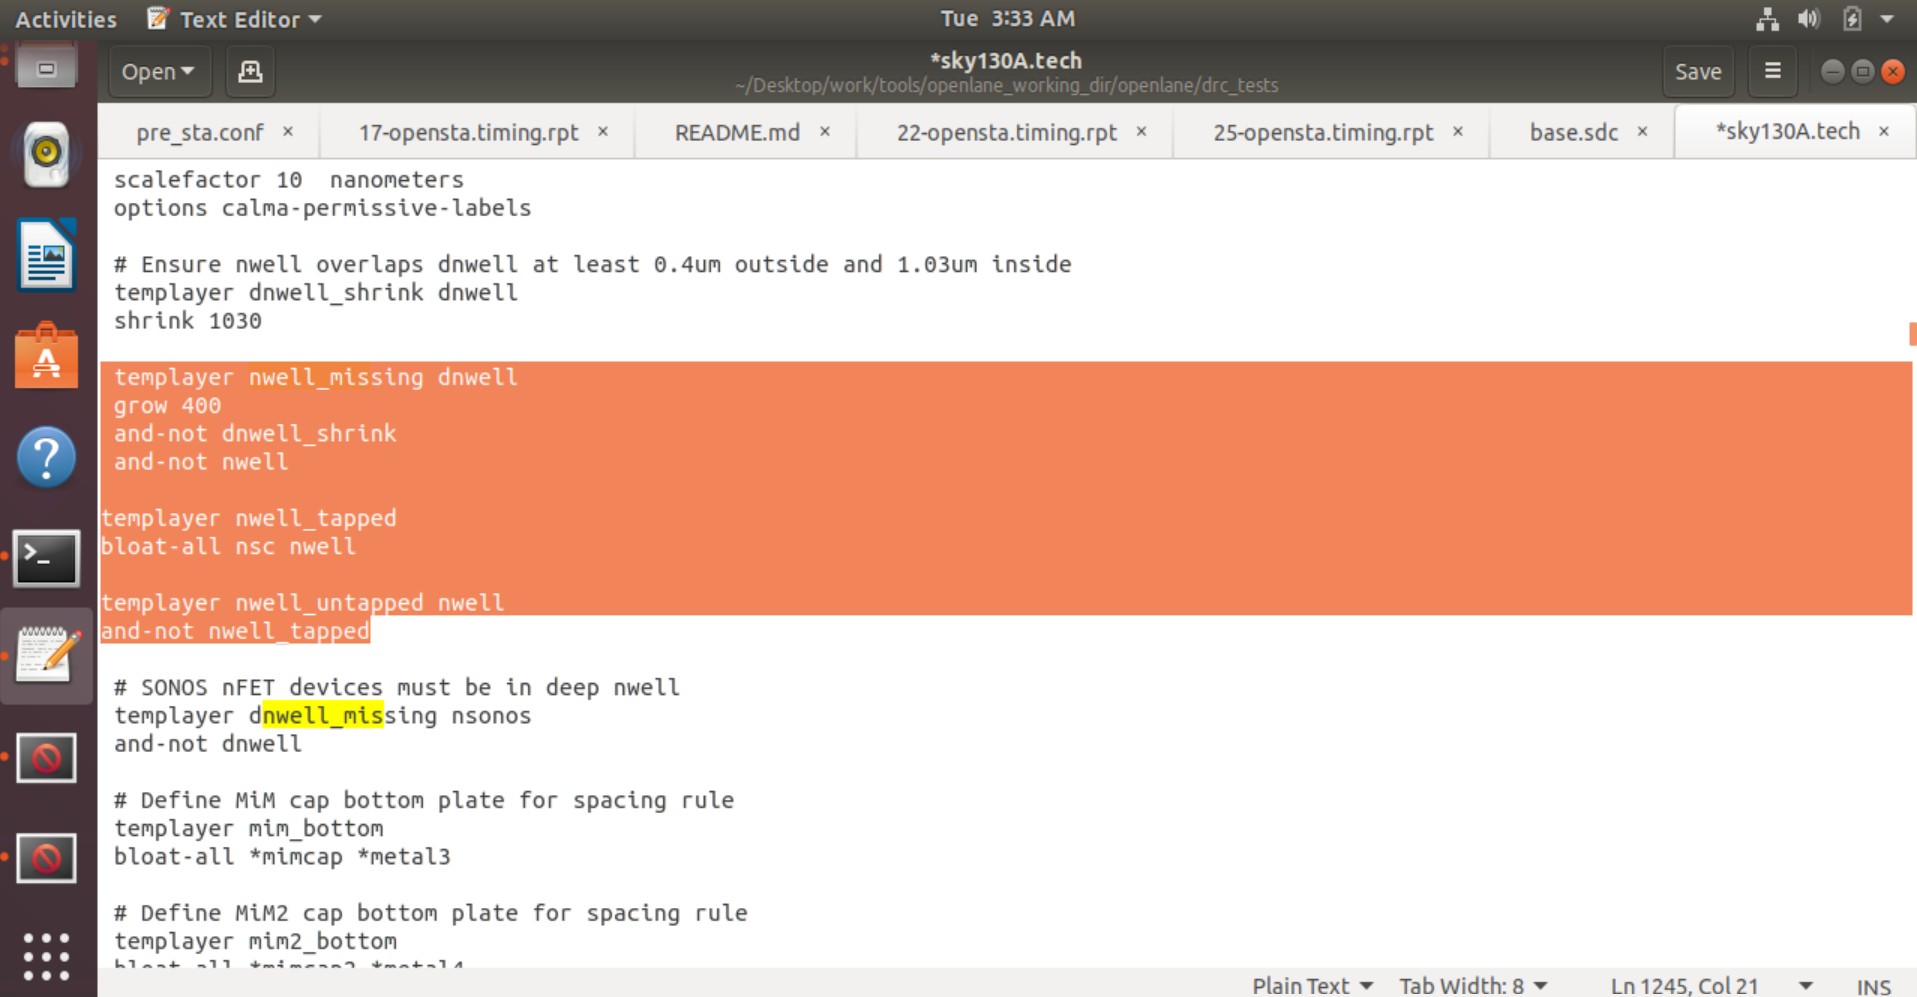 Activities Text Editor Tue 3:33 AM
Open *sky130A.tech Save
~/Desktop/work/tools/openlane_working_dir/openlane/drc_tests
pre_sta.conf × 17-opensta.timing.rpt × README.md × 22-opensta.timing.rpt × 25-opensta.timing.rpt × base.sdc × *sky130A.tech ×
scalefactor 10  nanometers
options calma-permissive-labels
# Ensure nwell overlaps dnwell at least 0.4um outside and 1.03um inside
templayer dnwell_shrink dnwell
shrink 1030
templayer nwell_missing dnwell
grow 400
and-not dnwell_shrink
and-not nwell
templayer nwell_tapped
bloat-all nsc nwell
templayer nwell_untapped nwell
and-not nwell_tapped
# SONOS nFET devices must be in deep nwell
templayer dnwell_missing nsonos
and-not dnwell
# Define MiM cap bottom plate for spacing rule
templayer mim_bottom
bloat-all *mimcap *metal3
# Define MiM2 cap bottom plate for spacing rule
templayer mim2_bottom
bloat-all *mimcap2 *metal4
Plain Text Tab Width: 8 Ln 1245, Col 21 INS